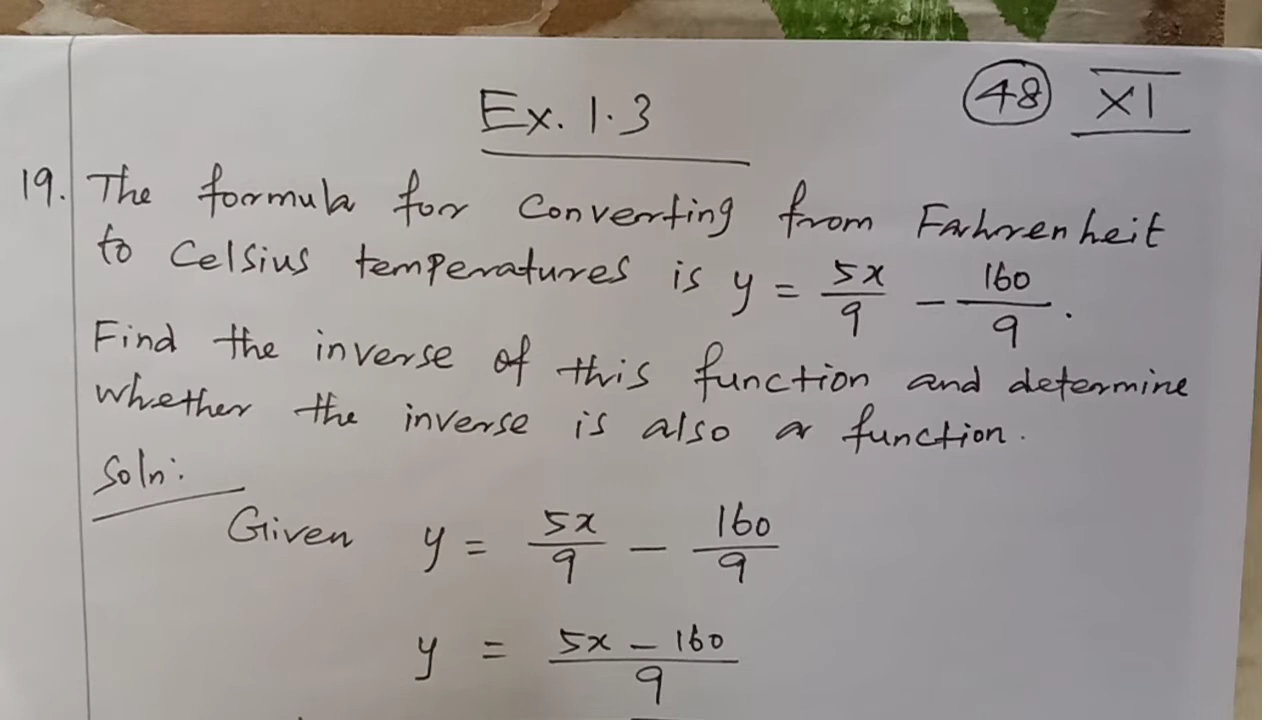 Ex. 1.3
48 XI
19. The formula for Converting from Fahrenheit
to Celsius temperatures is y = 5x/9 - 160/9.
Find the inverse of this function and determine
whether the inverse is also a function.
Soln:
Given y = 5x/9 - 160/9
y = (5x - 160)/9